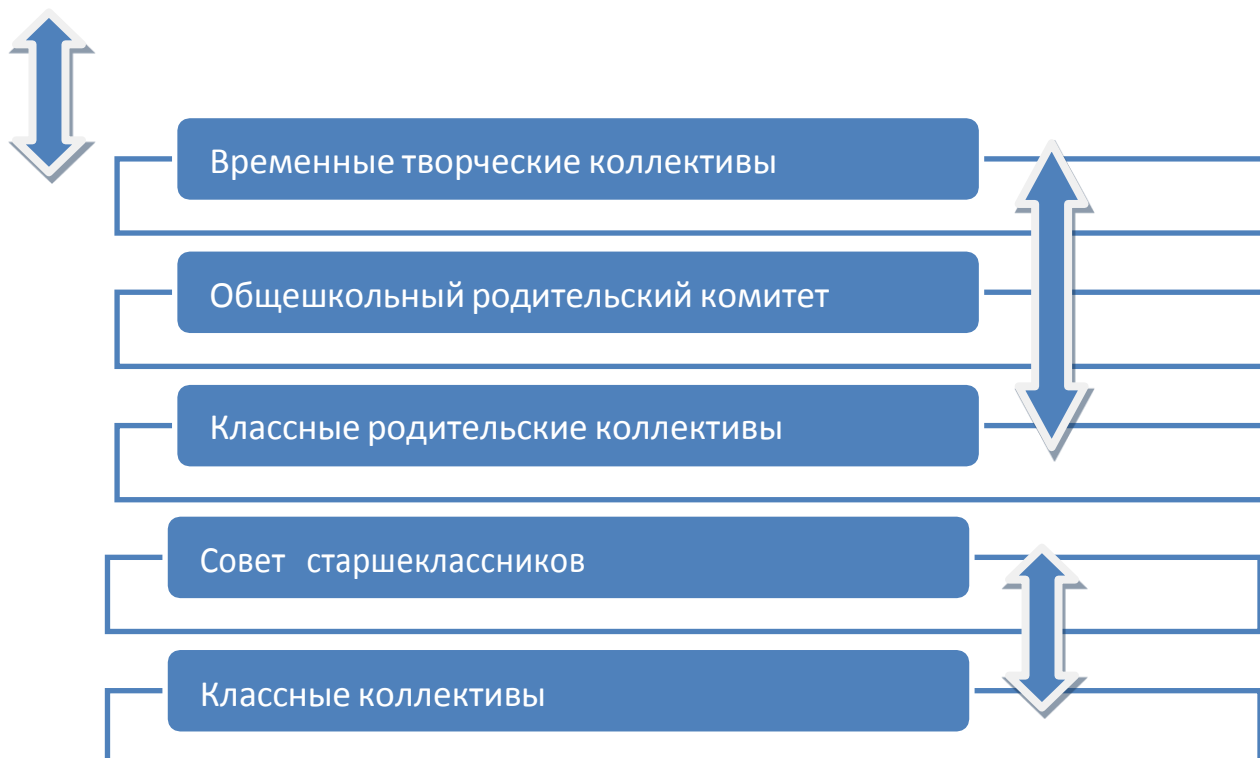 Временные творческие коллективы
Общешкольный родительский комитет
Классные родительские коллективы
Совет старшеклассников
Классные коллективы